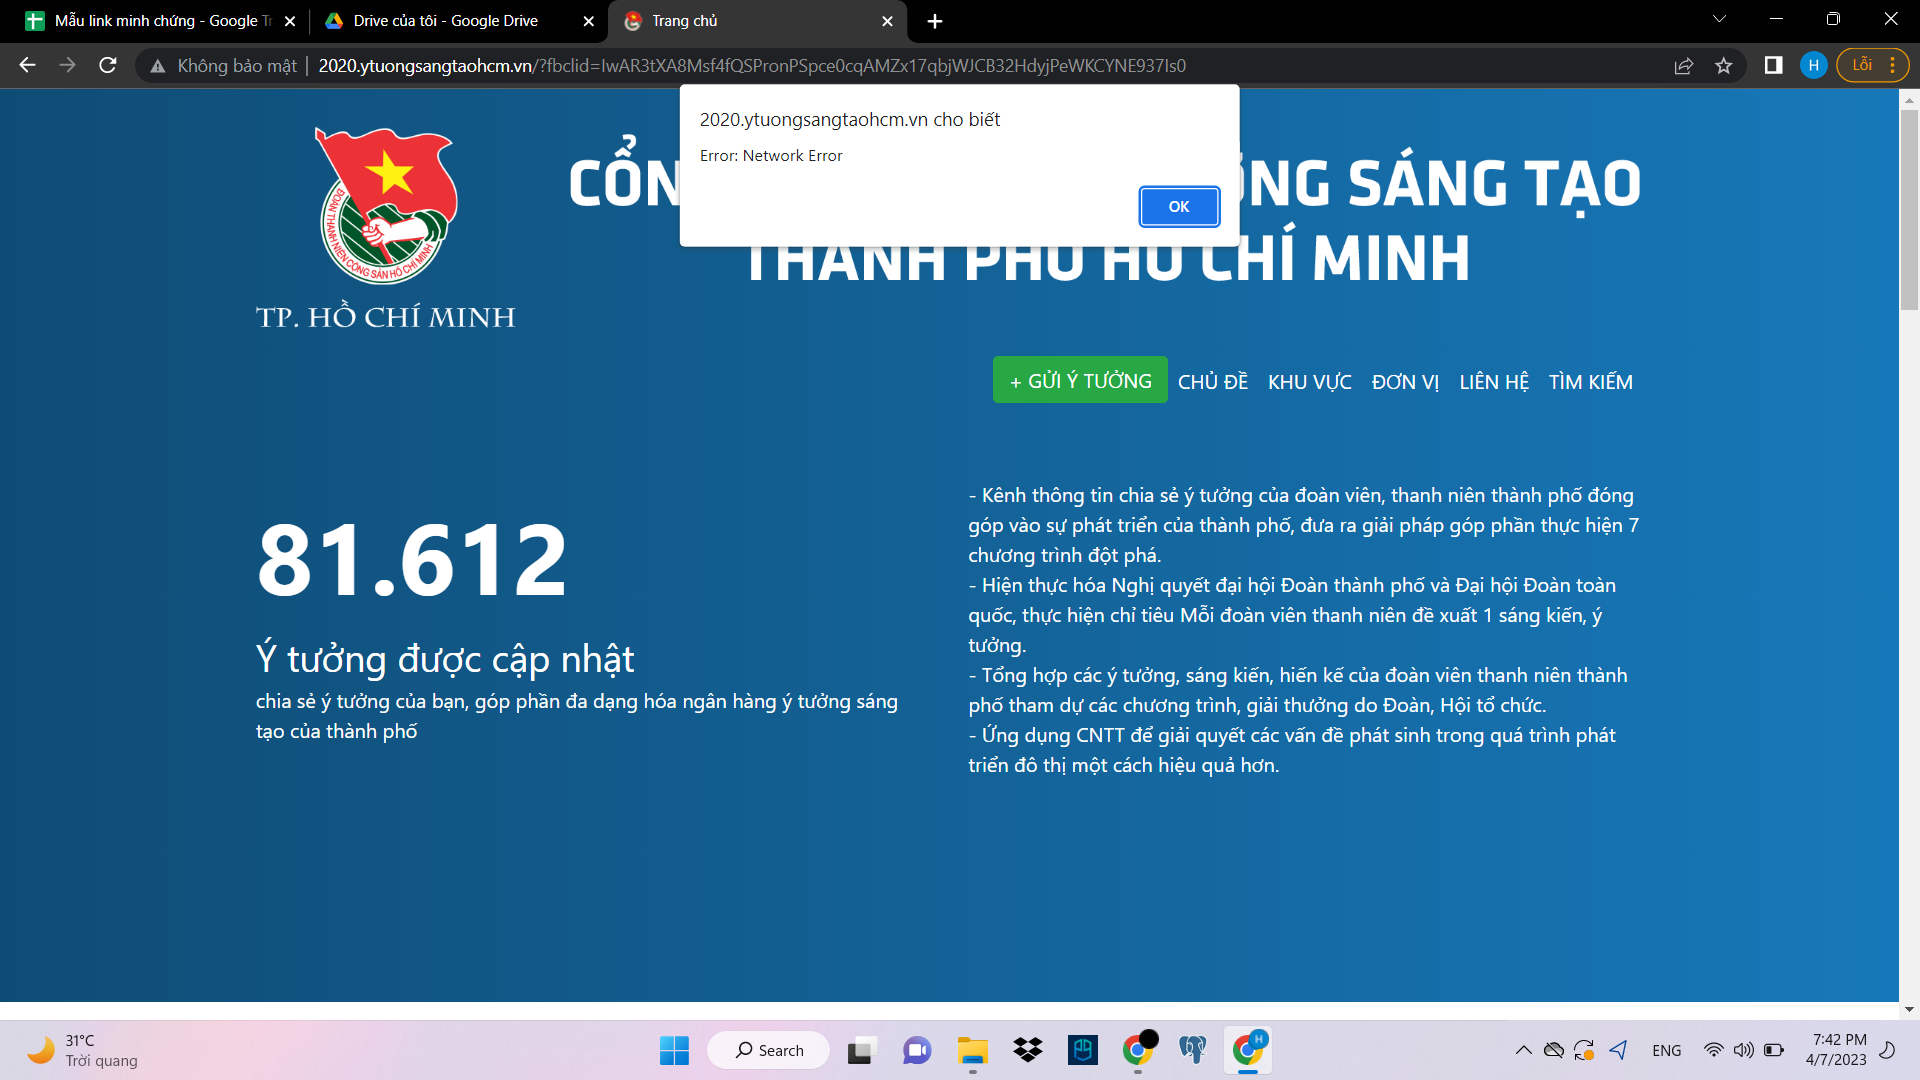 Mẫu link minh chứng - Google Tr
Drive của tôi - Google Drive
Trang chủ
Không bảo mật
2020.ytuongsangtaohcm.vn/?fbclid=IwAR3tXA8Msf4fQSPronPSpce0cqAMZx17qbjWJCB32HdyjPeWKCYNE937Is0
H
Lỗi
2020.ytuongsangtaohcm.vn cho biết
Error: Network Error
OK
ĐOÀN THANH NIÊN CỘNG SẢN HỒ CHÍ MINH
TP. HỒ CHÍ MINH
CỔN NG SÁNG TẠO
THÀNH PHỐ HỒ CHÍ MINH
+ GỬI Ý TƯỞNG CHỦ ĐỀ KHU VỰC ĐƠN VỊ LIÊN HỆ TÌM KIẾM
81.612
Ý tưởng được cập nhật
chia sẻ ý tưởng của bạn, góp phần đa dạng hóa ngân hàng ý tưởng sáng
tạo của thành phố
- Kênh thông tin chia sẻ ý tưởng của đoàn viên, thanh niên thành phố đóng
góp vào sự phát triển của thành phố, đưa ra giải pháp góp phần thực hiện 7
chương trình đột phá.
- Hiện thực hóa Nghị quyết đại hội Đoàn thành phố và Đại hội Đoàn toàn
quốc, thực hiện chỉ tiêu Mỗi đoàn viên thanh niên đề xuất 1 sáng kiến, ý
tưởng.
- Tổng hợp các ý tưởng, sáng kiến, hiến kế của đoàn viên thanh niên thành
phố tham dự các chương trình, giải thưởng do Đoàn, Hội tổ chức.
- Ứng dụng CNTT để giải quyết các vấn đề phát sinh trong quá trình phát
triển đô thị một cách hiệu quả hơn.
31°C
Trời quang
Search
H
ENG
7:42 PM
4/7/2023